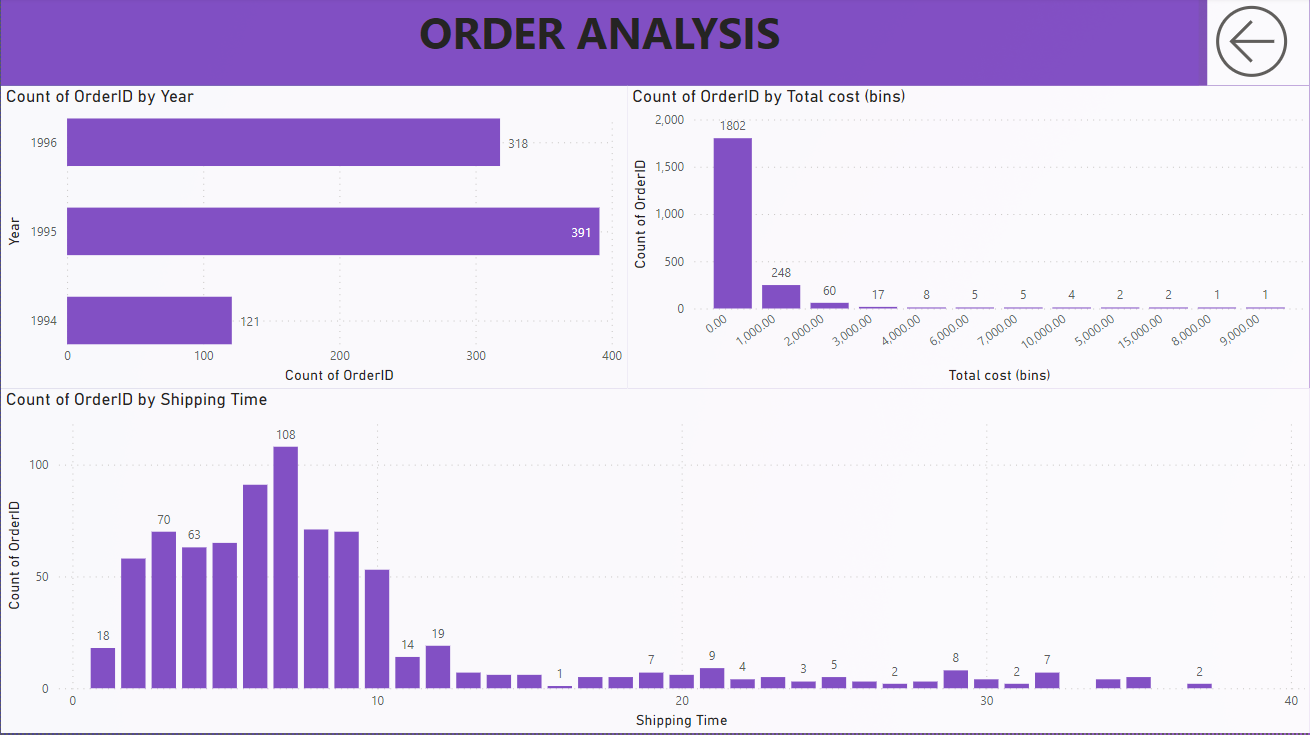 ORDER ANALYSIS
Count of OrderID by Year
1996
318
1995
391
1994
121
Year
0 100 200 300 400
Count of OrderID
Count of OrderID by Total cost (bins)
2,000
1,500
1,000
500
0
Count of OrderID
1802 248 60 17 8 5 5 4 2 2 1 1
0.00 1,000.00 2,000.00 3,000.00 4,000.00 6,000.00 7,000.00 10,000.00 5,000.00 15,000.00 8,000.00 9,000.00
Total cost (bins)
Count of OrderID by Shipping Time
100
50
0
Count of OrderID
18 70 63 108 14 19 1 7 9 4 3 5 2 8 2 7 2
0 10 20 30 40
Shipping Time